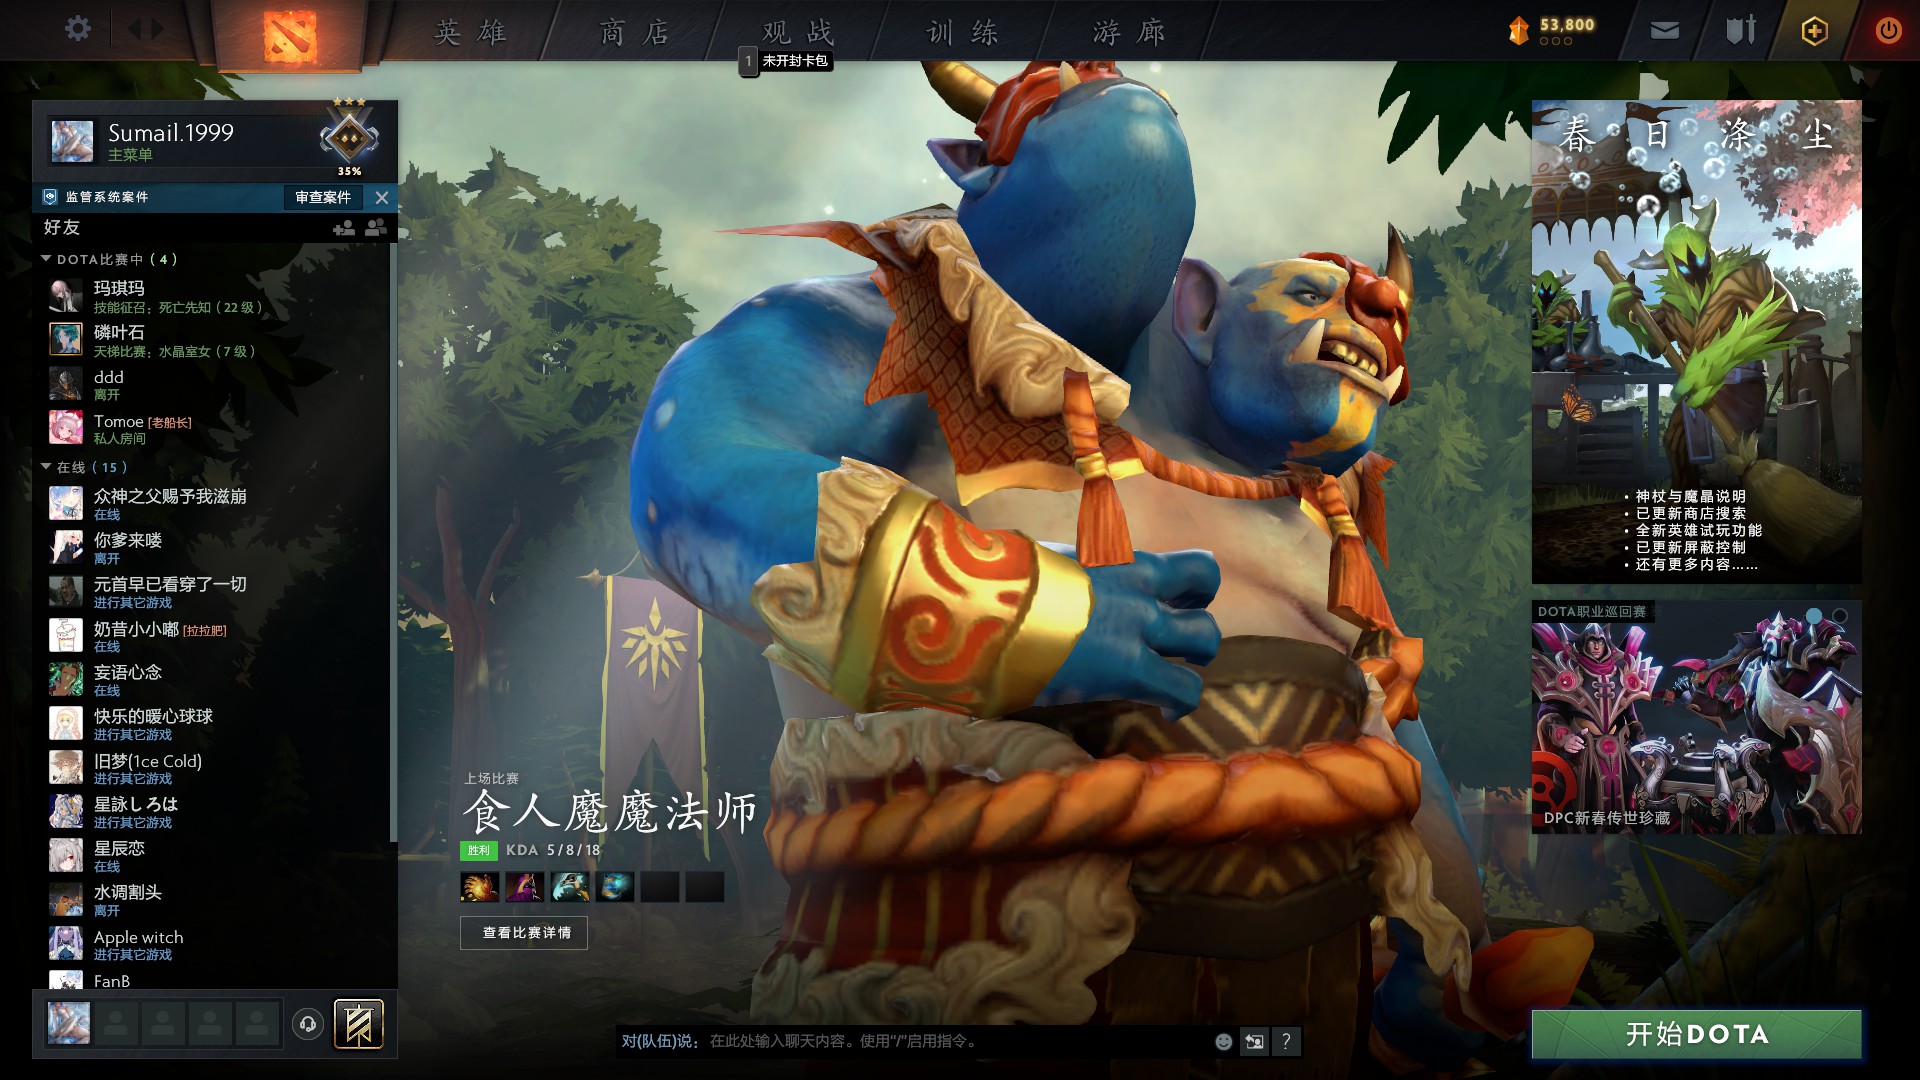 英雄
商店
观战
训练
游廊
53,800
1 未开封卡包
Sumail.1999
主菜单
35%
监管系统案件
审查案件
好友
DOTA比赛中 ( 4 )
玛琪玛
技能征召：死亡先知 ( 22 级 )
磷叶石
天梯比赛：水晶室女 ( 7 级 )
ddd
离开
Tomoe [老船长]
私人房间
在线 ( 15 )
众神之父赐予我滋崩
在线
你爹来喽
离开
元首早已看穿了一切
进行其它游戏
奶昔小小嘟 [拉拉肥]
在线
妄语心念
在线
快乐的暖心球球
进行其它游戏
旧梦(1ce Cold)
进行其它游戏
星詠しろは
进行其它游戏
星辰恋
在线
水调割头
离开
Apple witch
进行其它游戏
FanB
上场比赛
食人魔魔法师
胜利 KDA 5/8/18
查看比赛详情
对(队伍)说： 在此处输入聊天内容。使用“/”启用指令。
?
春日涤尘
• 神杖与魔晶说明
• 已更新商店搜索
• 全新英雄试玩功能
• 已更新屏蔽控制
• 还有更多内容……
DOTA职业巡回赛
DPC新春传世珍藏
开始DOTA